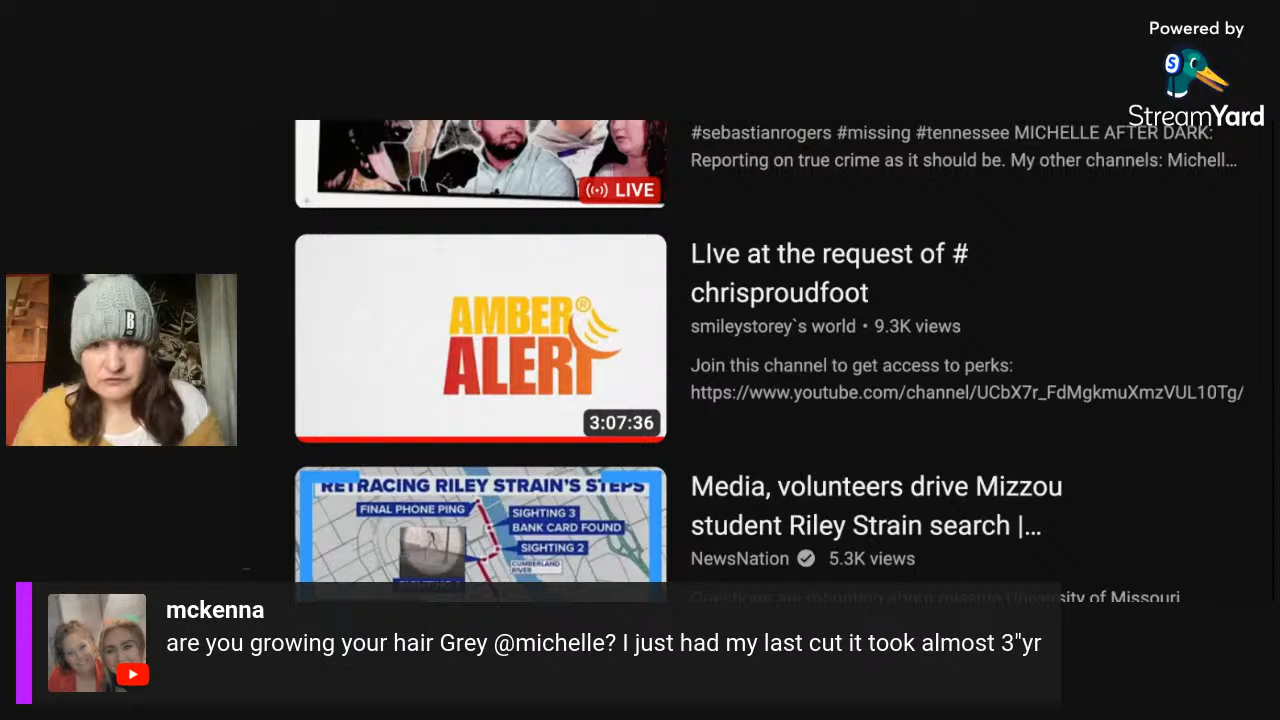 Powered by
StreamYard
#sebastianrogers #missing #tennessee MICHELLE AFTER DARK:
Reporting on true crime as it should be. My other channels: Michell...
LIVE
LIve at the request of #
chrisproudfoot
smileystorey`s world • 9.3K views
Join this channel to get access to perks:
https://www.youtube.com/channel/UCbX7r_FdMgkmuXmzVUL10Tg/
AMBER®
ALERT
3:07:36
B
RETRACING RILEY STRAIN'S STEPS
FINAL PHONE PING
SIGHTING 3
BANK CARD FOUND
SIGHTING 2
CUMBERLAND
RIVER
Media, volunteers drive Mizzou
student Riley Strain search |...
NewsNation 5.3K views
mckenna
are you growing your hair Grey @michelle? I just had my last cut it took almost 3"yr